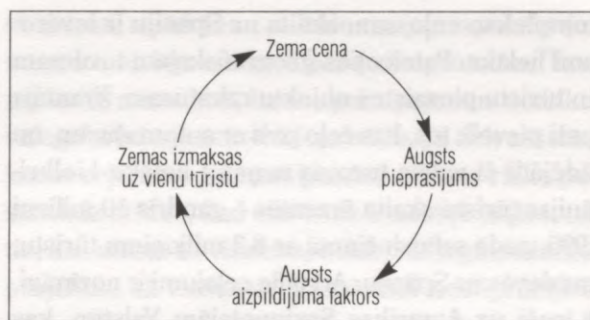 Zema cena
Augsts
pieprasījums
Augsts
aizpildījuma faktors
Zemas izmaksas
uz vienu tūristu